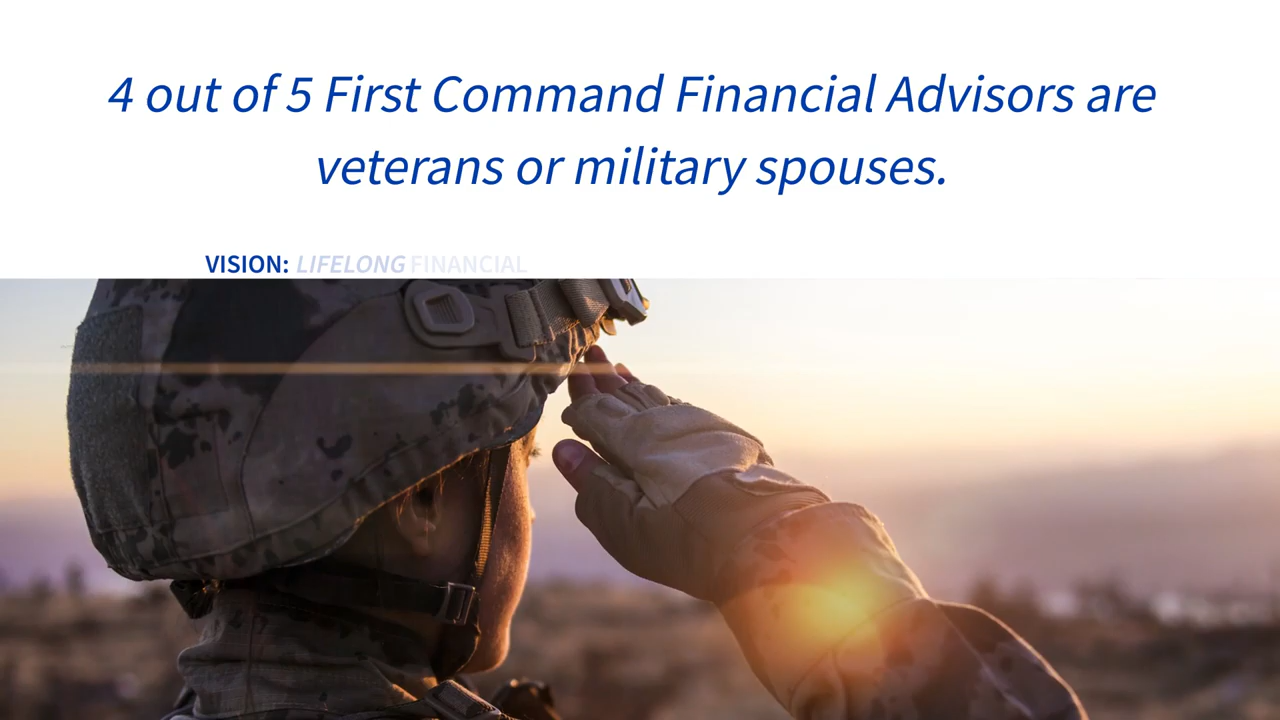 4 out of 5 First Command Financial Advisors are
veterans or military spouses.
VISION: LIFELONG FINANCIAL